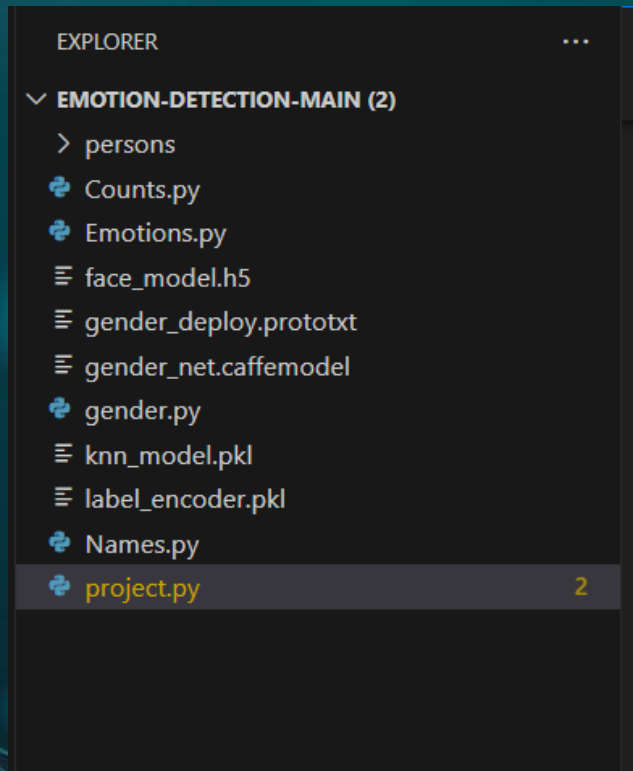 EXPLORER ...
EMOTION-DETECTION-MAIN (2)
persons
Counts.py
Emotions.py
face_model.h5
gender_deploy.prototxt
gender_net.caffemodel
gender.py
knn_model.pkl
label_encoder.pkl
Names.py
project.py 2